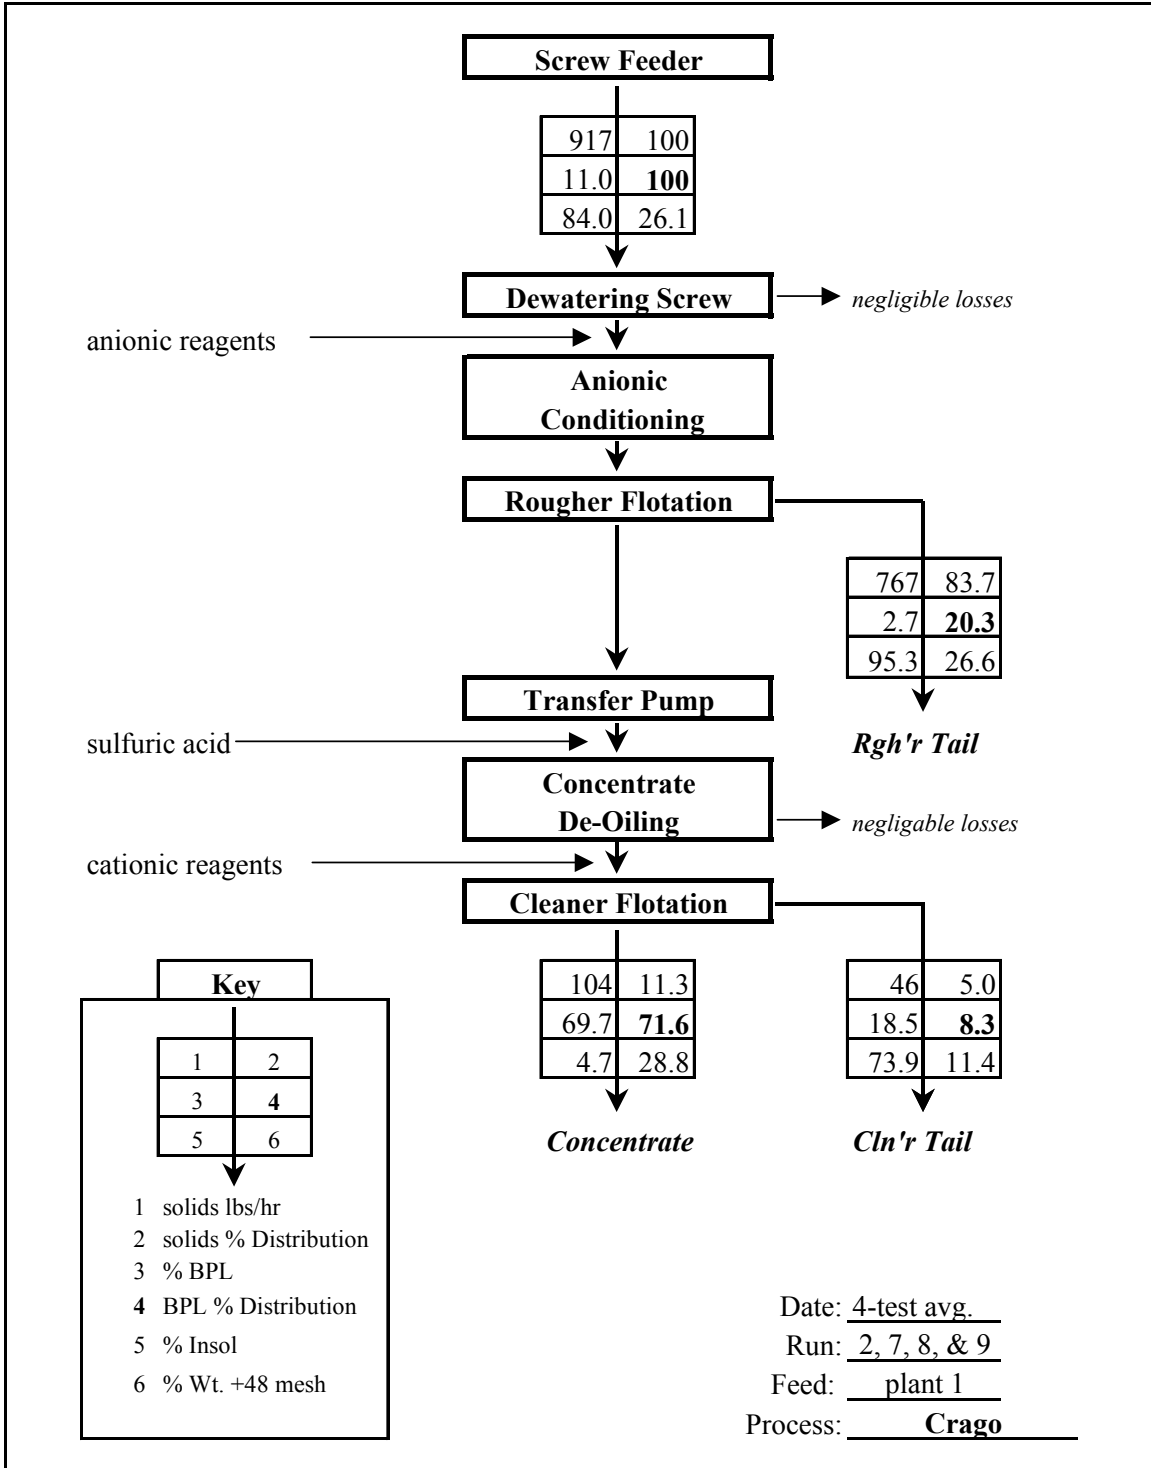 Screw Feeder
917 100
11.0 100
84.0 26.1
Dewatering Screw
negligible losses
anionic reagents
Anionic
Conditioning
Rougher Flotation
767 83.7
2.7 20.3
95.3 26.6
Rgh'r Tail
Transfer Pump
sulfuric acid
Concentrate
De-Oiling
negligable losses
cationic reagents
Cleaner Flotation
104 11.3
69.7 71.6
4.7 28.8
Concentrate
46 5.0
18.5 8.3
73.9 11.4
Cln'r Tail
Key
1 2
3 4
5 6
1 solids lbs/hr
2 solids % Distribution
3 % BPL
4 BPL % Distribution
5 % Insol
6 % Wt. +48 mesh
Date: 4-test avg.
Run: 2, 7, 8, & 9
Feed: plant 1
Process: Crago